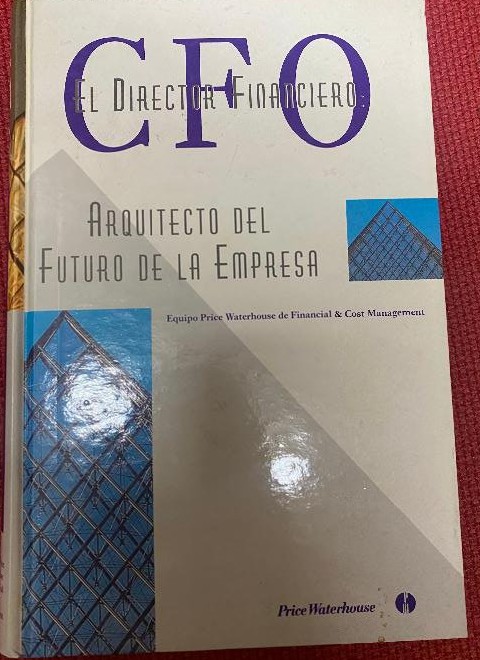 CFO
EL DIRECTOR FINANCIERO:
ARQUITECTO DEL
FUTURO DE LA EMPRESA
Equipo Price Waterhouse de Financial & Cost Management
Price Waterhouse